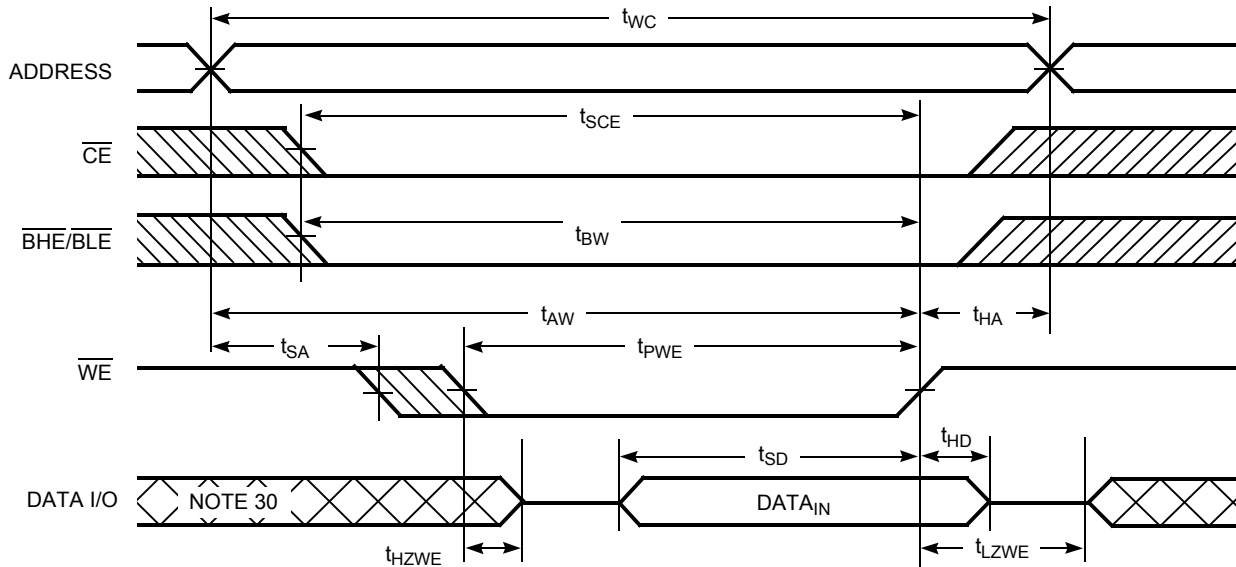 tWC
ADDRESS
tSCE
CE
tBW
BHE/BLE
tAW
tHA
tSA
tPWE
WE
tHD
tSD
DATA I/O
NOTE 30
DATAIN
tHZWE
tLZWE